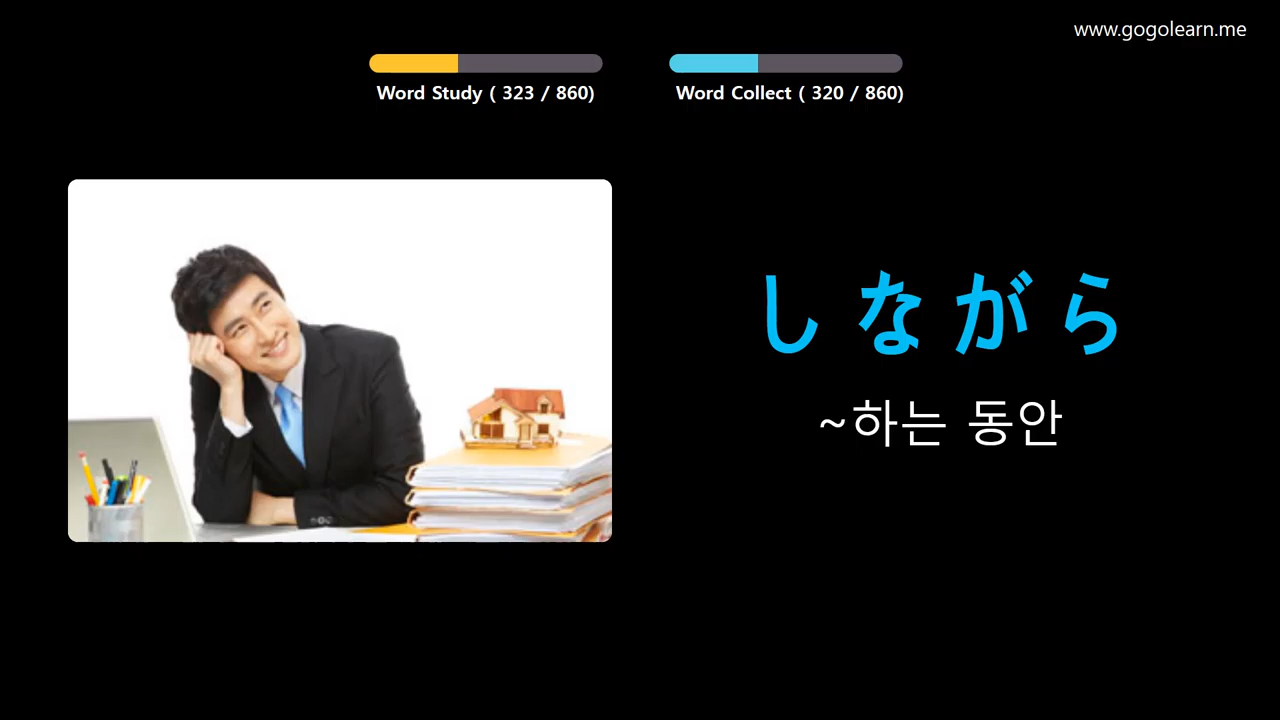 www.gogolearn.me
Word Study ( 323 / 860)
Word Collect ( 320 / 860)
しながら
~하는 동안